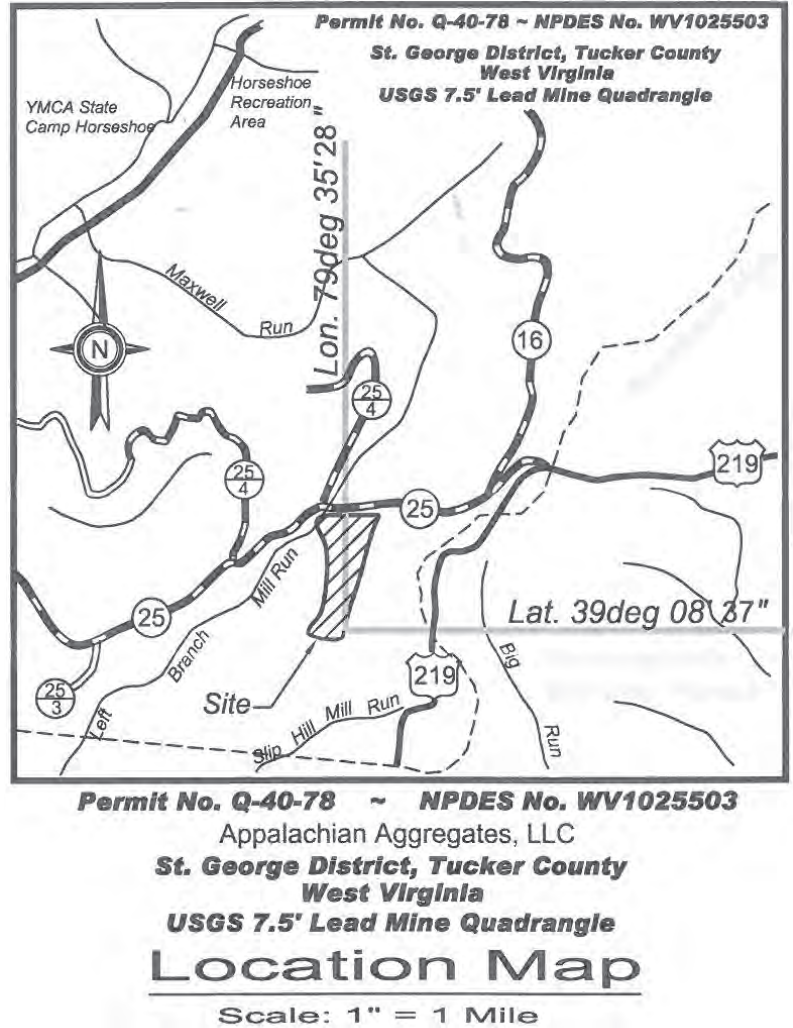 Permit No. Q-40-78 ~ NPDES No. WV1025503
St. George District, Tucker County
West Virginia
USGS 7.5' Lead Mine Quadrangle
YMCA State
Camp Horseshoe
Horseshoe
Recreation
Area
Lon. 79deg 35'28"
Maxwell
Run
N
16
25
4
219
25
4
25
Mill Run
Lat. 39deg 08'37"
25
Branch
Big
219
25
3
Site
Left
Slip Hill Mill Run
Run
Permit No. Q-40-78 ~ NPDES No. WV1025503
Appalachian Aggregates, LLC
St. George District, Tucker County
West Virginia
USGS 7.5' Lead Mine Quadrangle
Location Map
Scale: 1" = 1 Mile